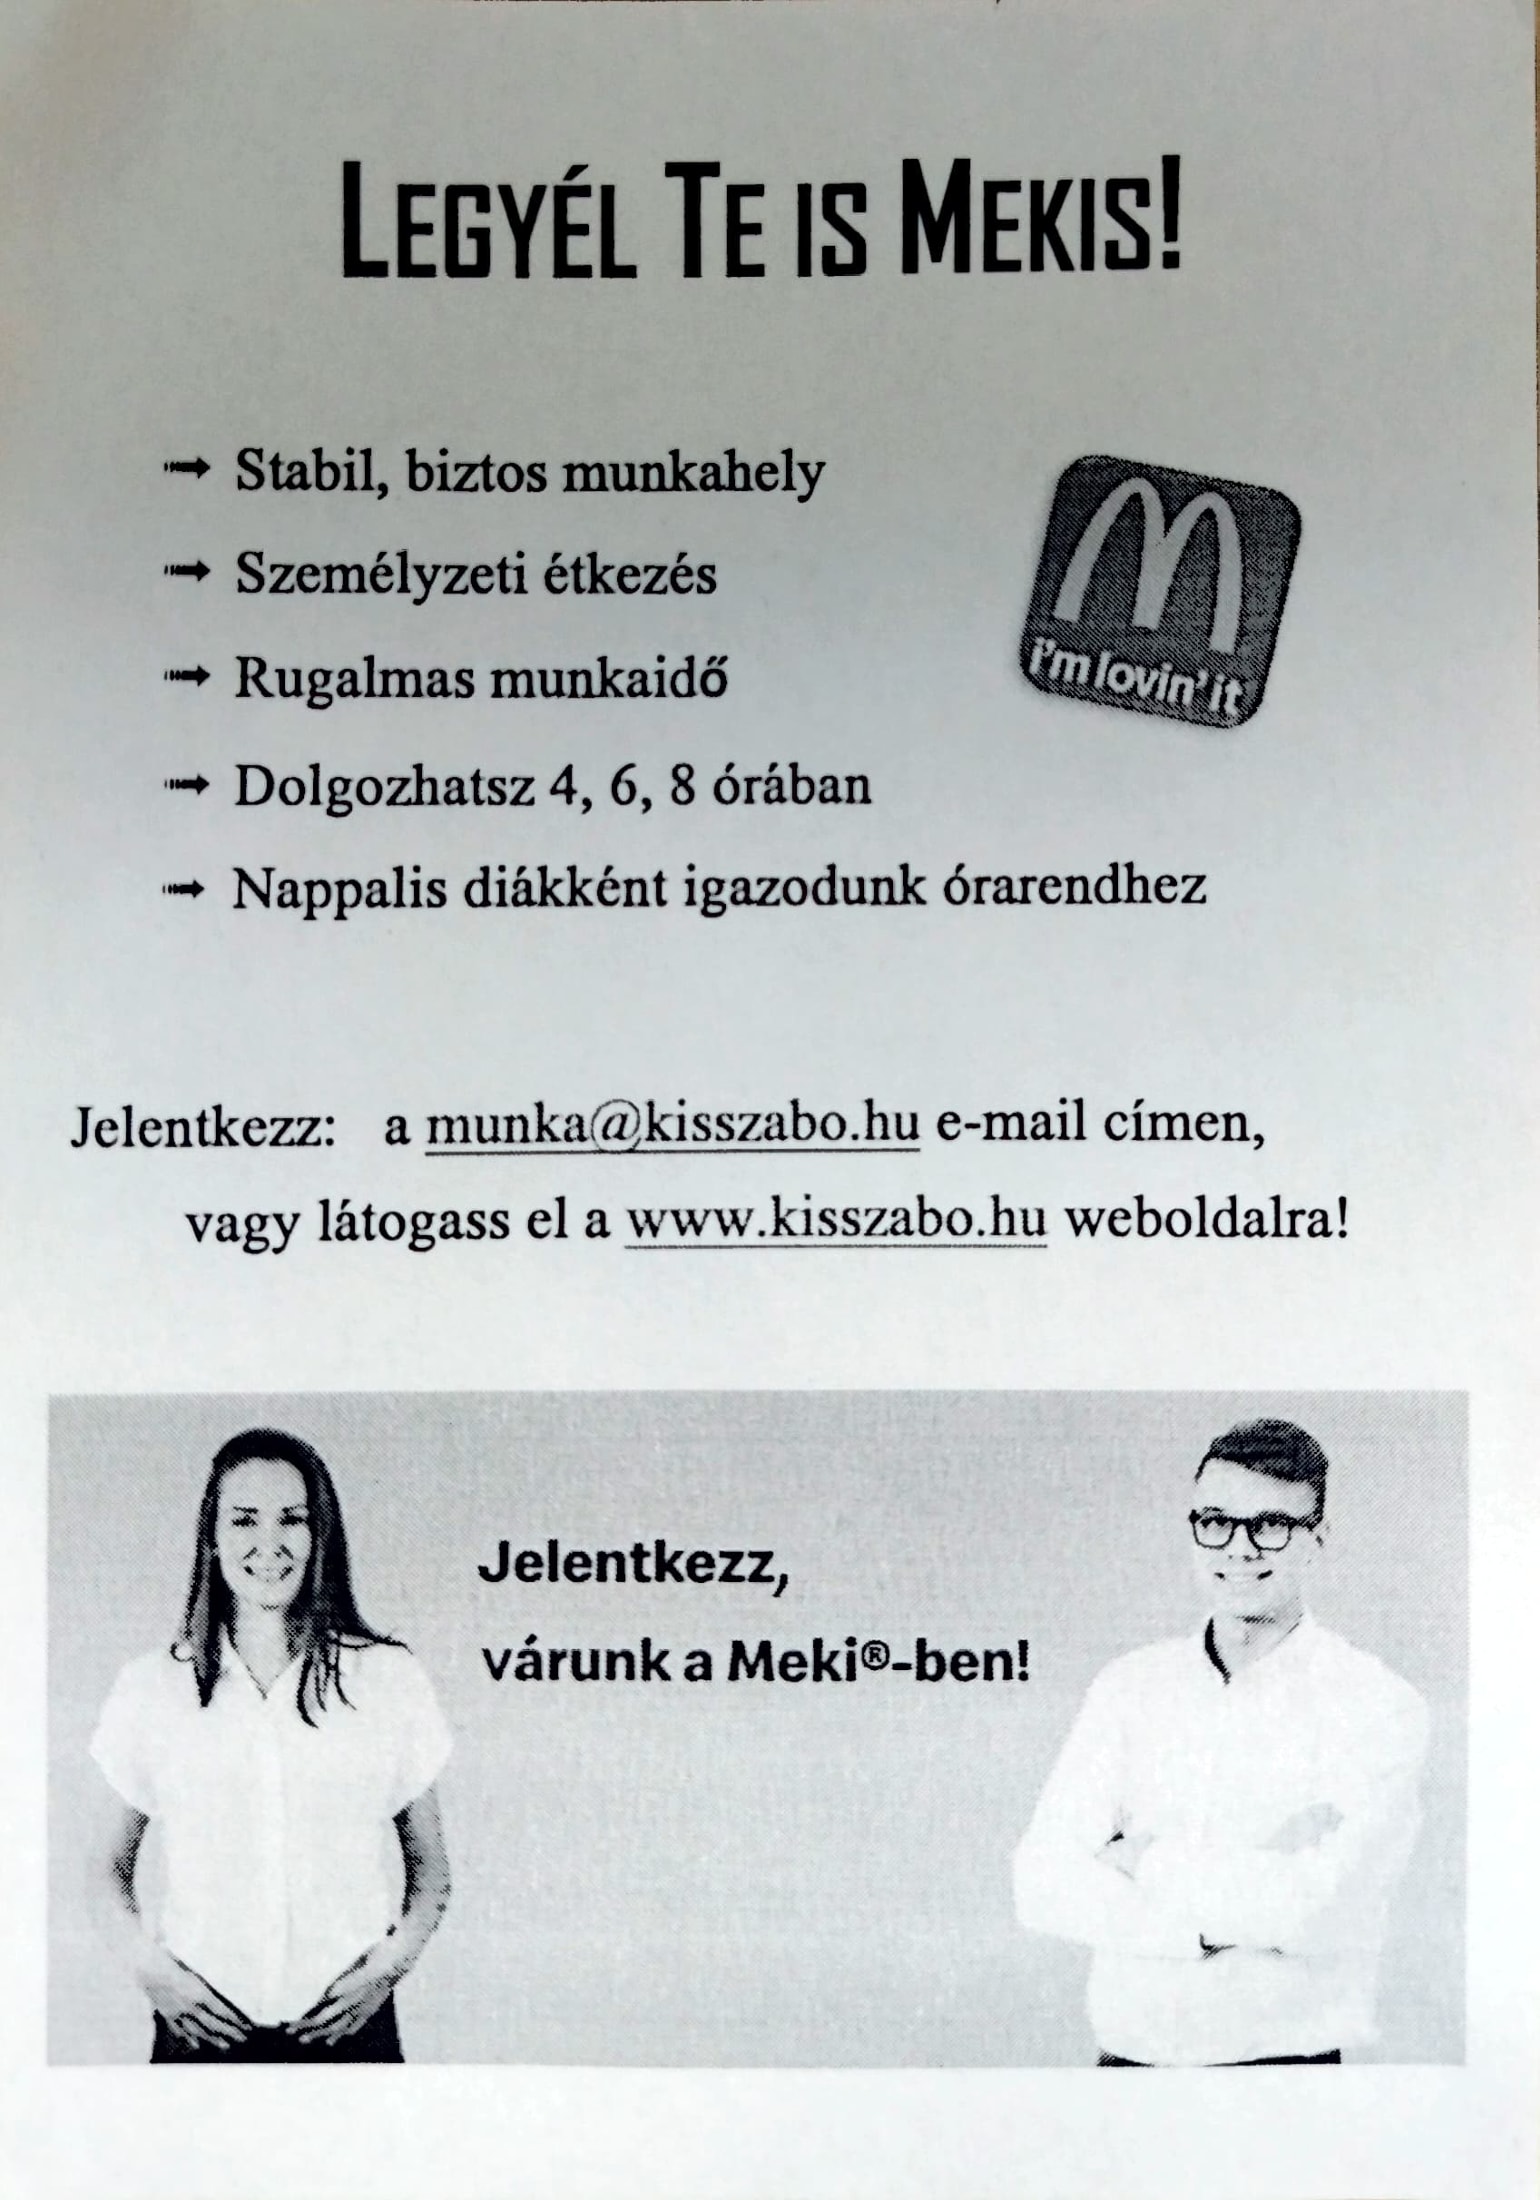 LEGYÉL TE IS MEKIS!
Stabil, biztos munkahely
Személyzeti étkezés
Rugalmas munkaidő
Dolgozhatsz 4, 6, 8 órában
Nappalis diákként igazodunk órarendhez
M
i'm lovin' it
Jelentkezz: a munka@kisszabo.hu e-mail címen,
vagy látogass el a www.kisszabo.hu weboldalra!
Jelentkezz,
várunk a Meki®-ben!